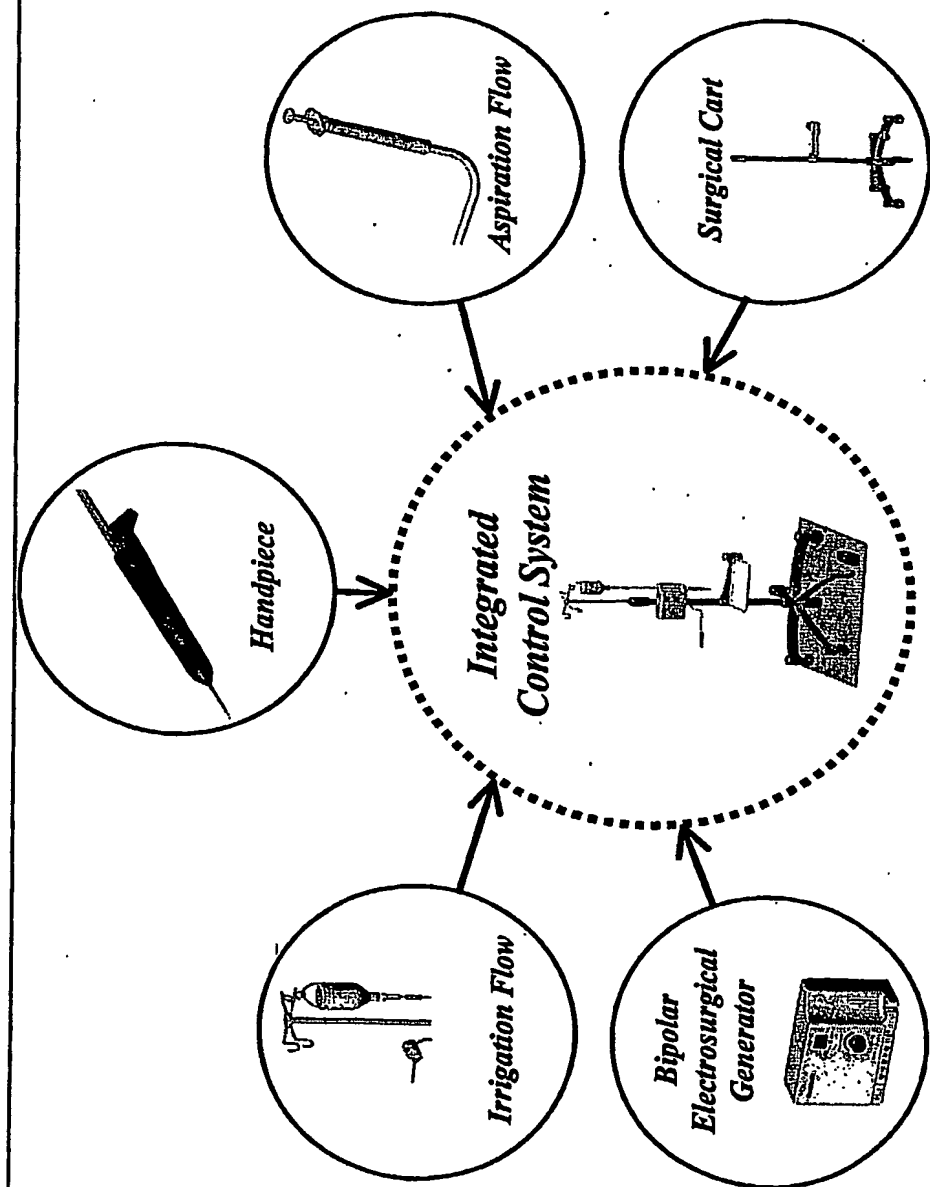 Handpiece
Irrigation Flow
Aspiration Flow
Integrated
Control System
Bipolar
Electrosurgical
Generator
Surgical Cart